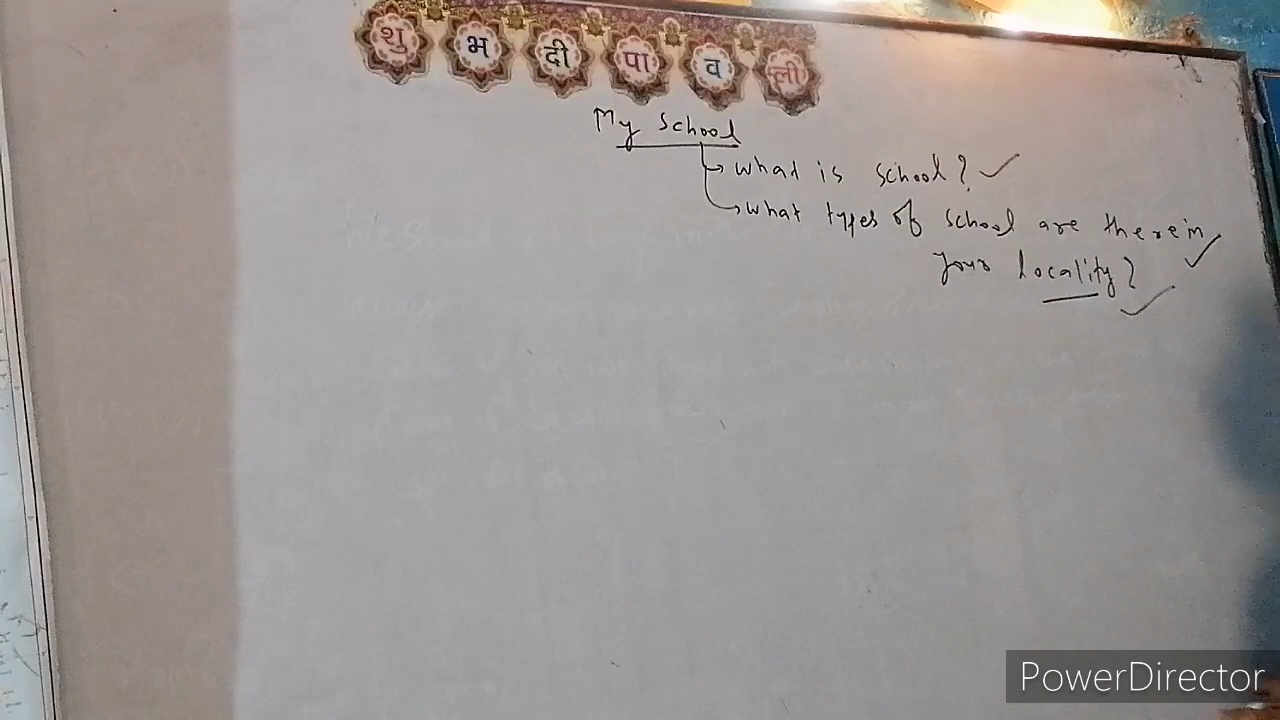 शु भ दी पा व ली
My School
what is school?
what types of school are there in
your locality?
PowerDirector